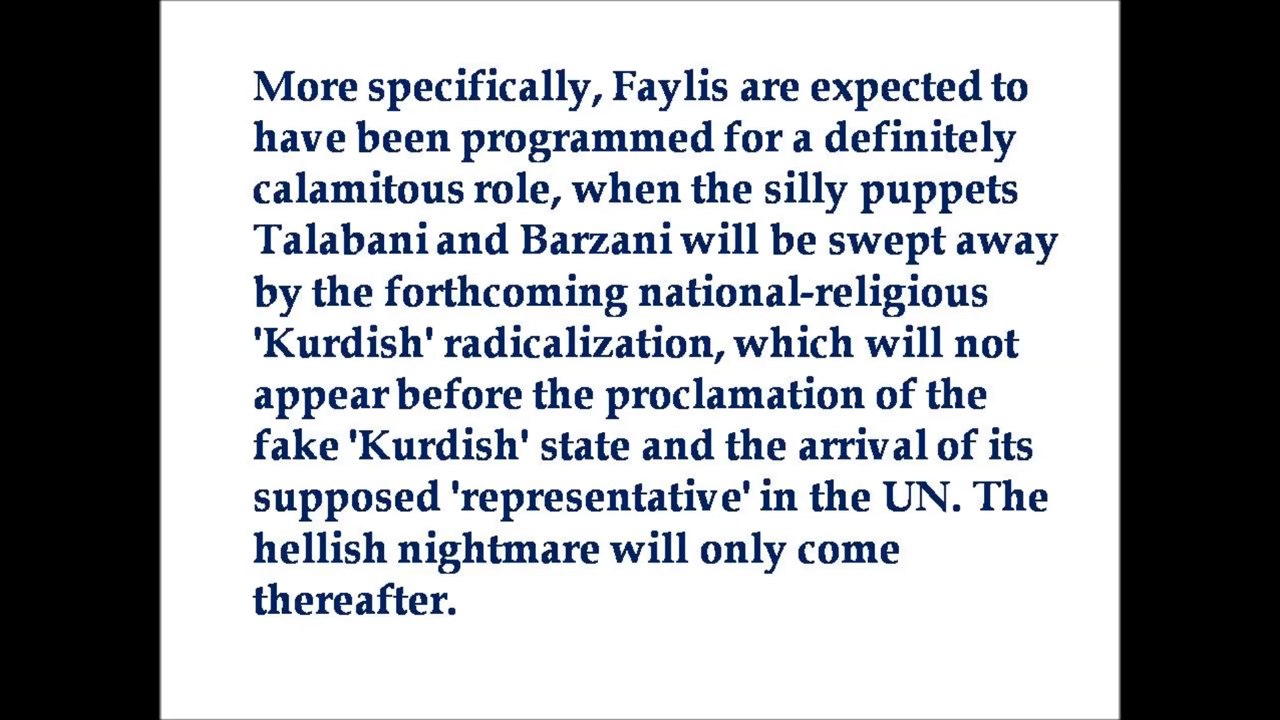 More specifically, Faylis are expected to
have been programmed for a definitely
calamitous role, when the silly puppets
Talabani and Barzani will be swept away
by the forthcoming national-religious
'Kurdish' radicalization, which will not
appear before the proclamation of the
fake 'Kurdish' state and the arrival of its
supposed 'representative' in the UN. The
hellish nightmare will only come
thereafter.